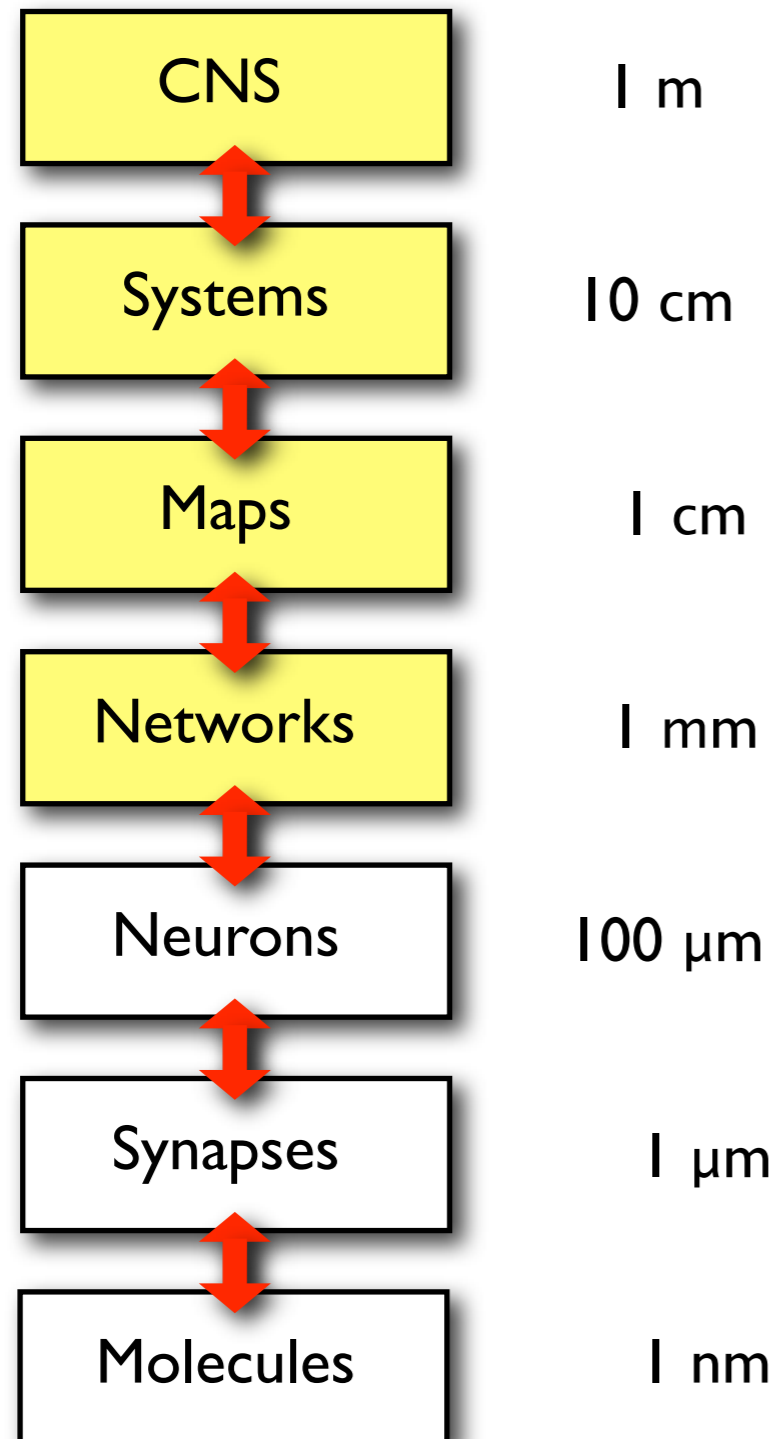 CNS 1 m
Systems 10 cm
Maps 1 cm
Networks 1 mm
Neurons 100 µm
Synapses 1 µm
Molecules 1 nm